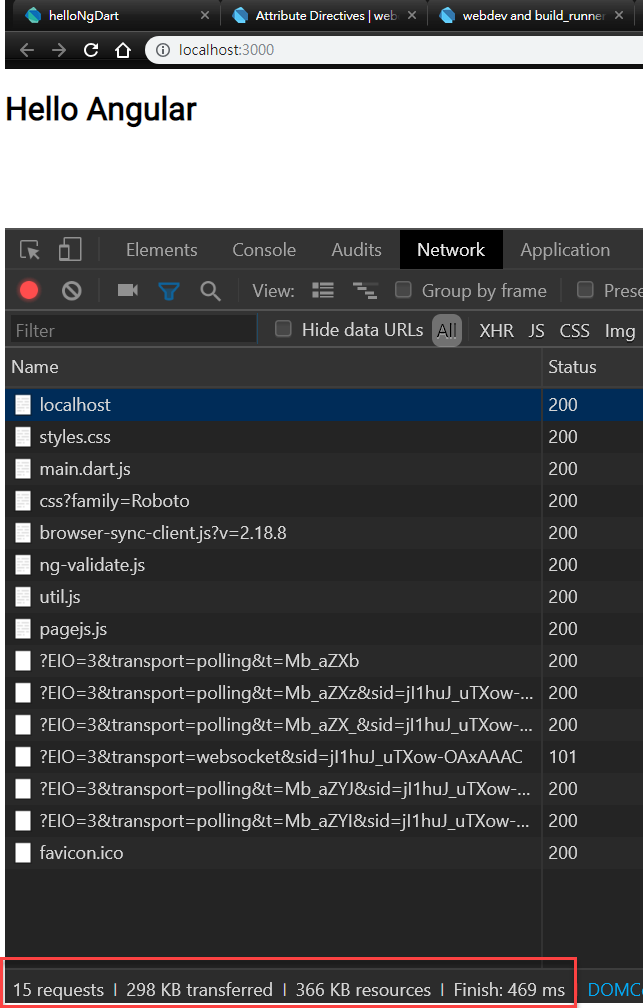 helloNgDart × Attribute Directives | web × webdev and build_runner ×
localhost:3000
Hello Angular
Elements Console Audits Network Application
View: Group by frame Prese
Filter Hide data URLs All XHR JS CSS Img
Name Status
localhost 200
styles.css 200
main.dart.js 200
css?family=Roboto 200
browser-sync-client.js?v=2.18.8 200
ng-validate.js 200
util.js 200
pagejs.js 200
?EIO=3&transport=polling&t=Mb_aZXb 200
?EIO=3&transport=polling&t=Mb_aZXz&sid=jI1huJ_uTXow-... 200
?EIO=3&transport=polling&t=Mb_aZX_&sid=jI1huJ_uTXow-... 200
?EIO=3&transport=websocket&sid=jI1huJ_uTXow-OAxAAAC 101
?EIO=3&transport=polling&t=Mb_aZYJ&sid=jI1huJ_uTXow-... 200
?EIO=3&transport=polling&t=Mb_aZYI&sid=jI1huJ_uTXow-... 200
favicon.ico 200
15 requests | 298 KB transferred | 366 KB resources | Finish: 469 ms DOMCo